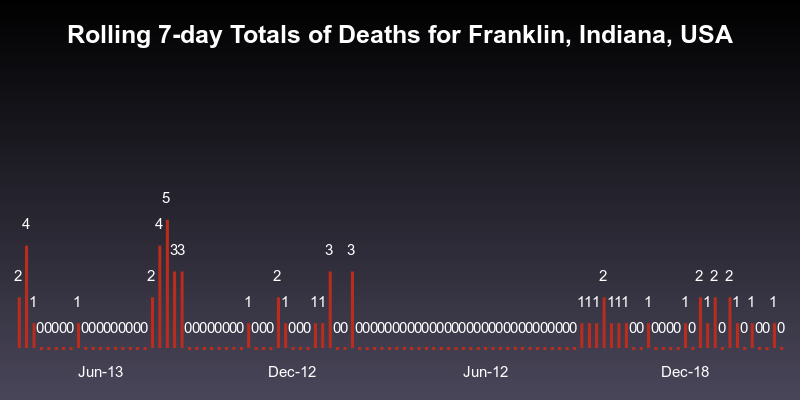 Rolling 7-day Totals of Deaths for Franklin, Indiana, USA
5
4 4
33 3 3
2 2 2 2 2 2 2
1 1 1 1 11 111 111 1 1 1 1 1 1
00000 000000000 00000000 000 000 00 000000000000000000000000000000 00 0000 0 0 0 00 0
Jun-13 Dec-12 Jun-12 Dec-18